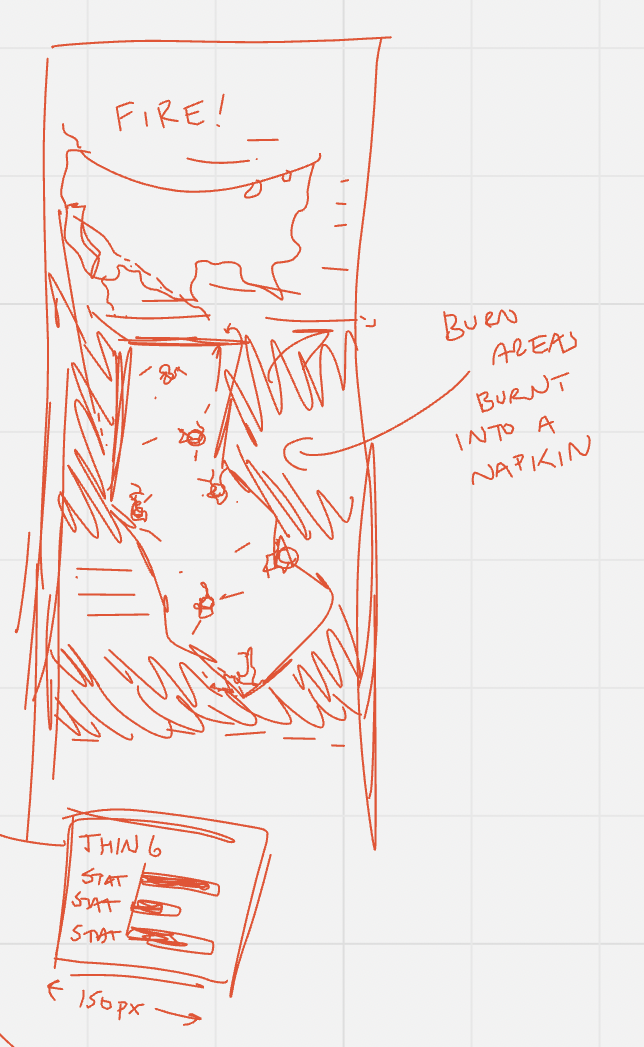 FIRE!
BURN
AREAS
BURNT
INTO A
NAPKIN
THING
STAT
STAT
STAT
150PX